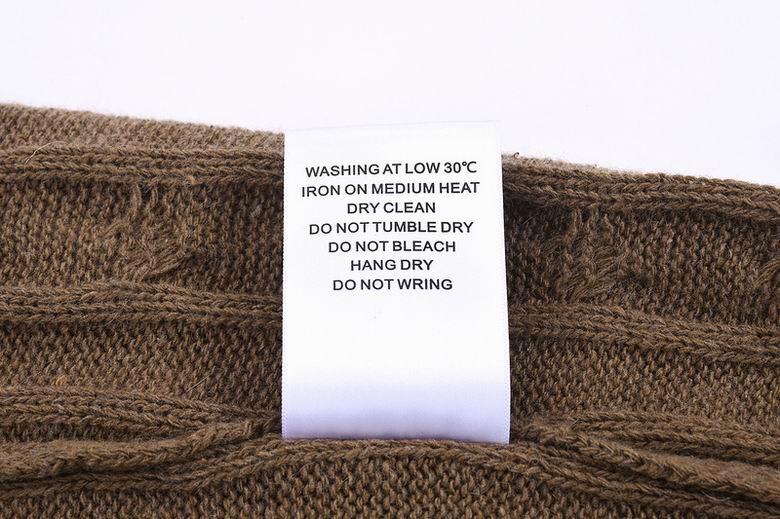 WASHING AT LOW 30℃
IRON ON MEDIUM HEAT
DRY CLEAN
DO NOT TUMBLE DRY
DO NOT BLEACH
HANG DRY
DO NOT WRING